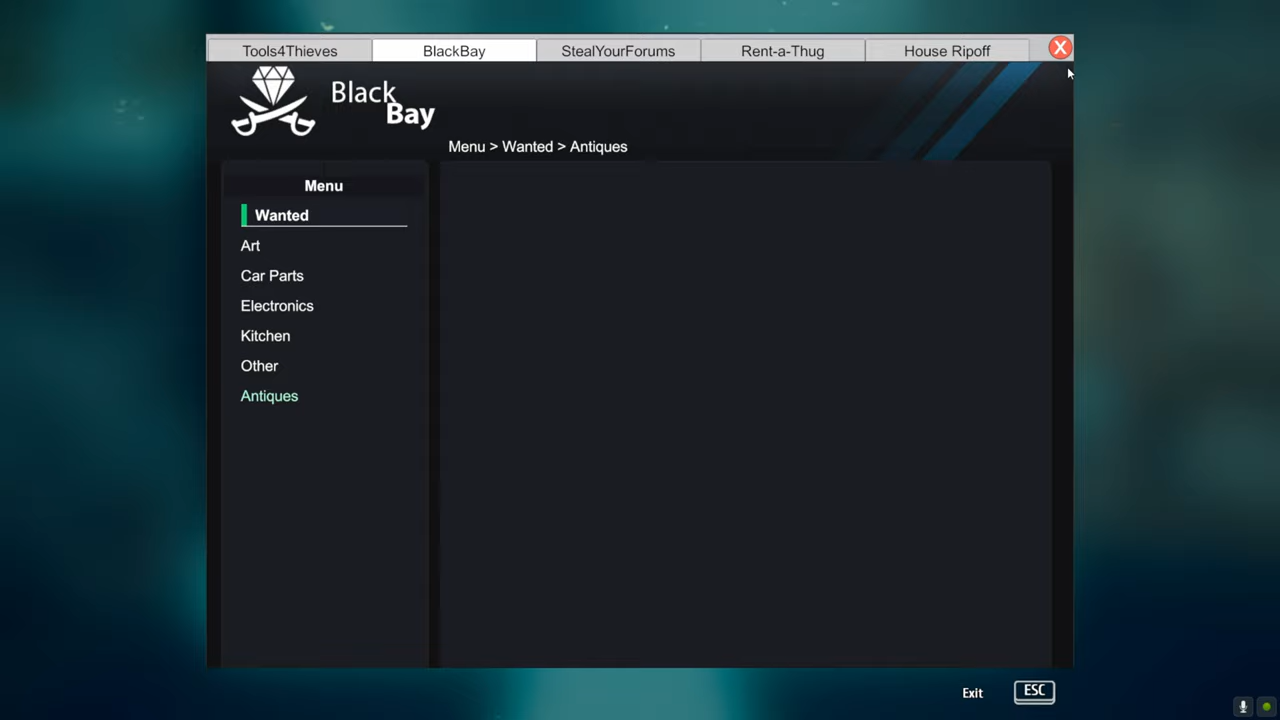 Tools4Thieves BlackBay StealYourForums Rent-a-Thug House Ripoff X
Black
Bay
Menu > Wanted > Antiques
Menu
Wanted
Art
Car Parts
Electronics
Kitchen
Other
Antiques
Exit ESC